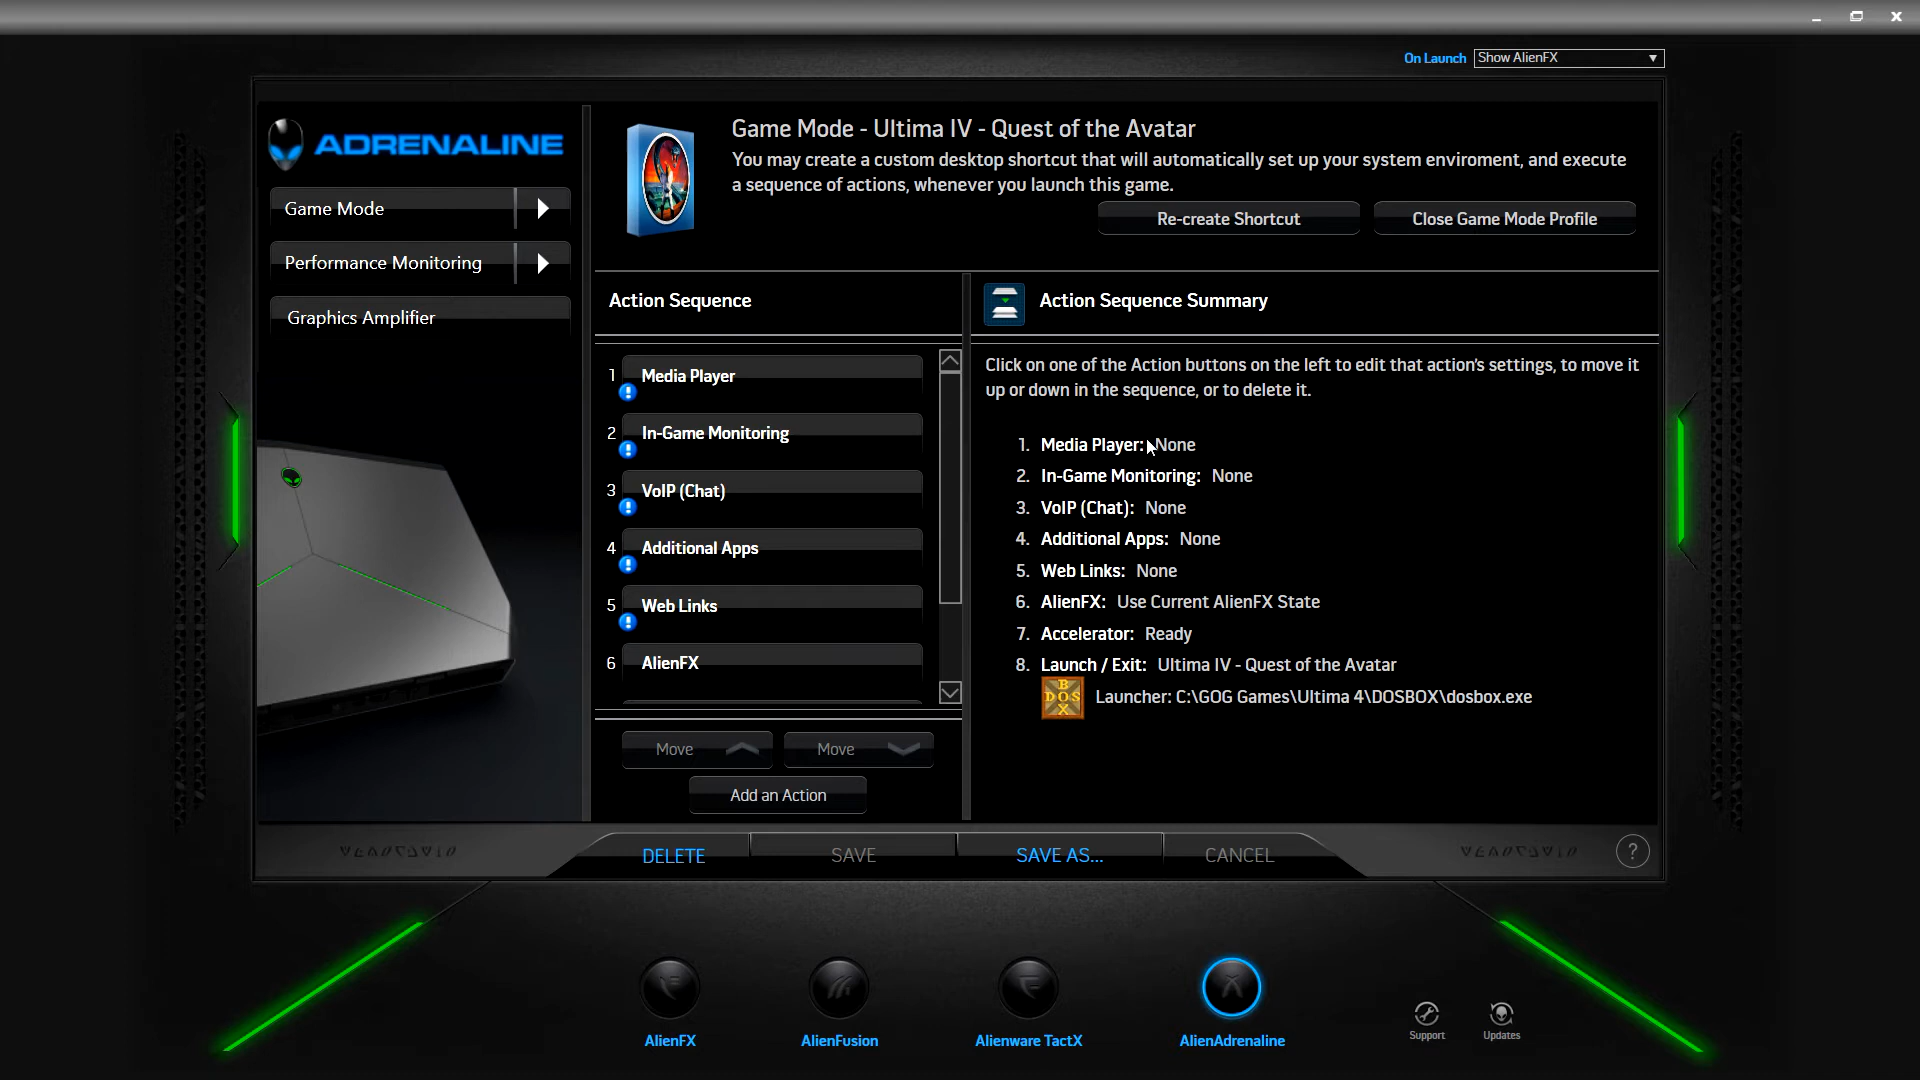 On Launch Show AlienFX
ADRENALINE
Game Mode
Performance Monitoring
Graphics Amplifier
Game Mode - Ultima IV - Quest of the Avatar
You may create a custom desktop shortcut that will automatically set up your system enviroment, and execute
a sequence of actions, whenever you launch this game.
Re-create Shortcut
Close Game Mode Profile
Action Sequence
1 Media Player
2 In-Game Monitoring
3 VoIP (Chat)
4 Additional Apps
5 Web Links
6 AlienFX
Move
Move
Add an Action
Action Sequence Summary
Click on one of the Action buttons on the left to edit that action's settings, to move it
up or down in the sequence, or to delete it.
1. Media Player: None
2. In-Game Monitoring: None
3. VoIP (Chat): None
4. Additional Apps: None
5. Web Links: None
6. AlienFX: Use Current AlienFX State
7. Accelerator: Ready
8. Launch / Exit: Ultima IV - Quest of the Avatar
DOS BOX
Launcher: C:\GOG Games\Ultima 4\DOSBOX\dosbox.exe
DELETE
SAVE
SAVE AS...
CANCEL
?
AlienFX
AlienFusion
Alienware TactX
AlienAdrenaline
Support
Updates